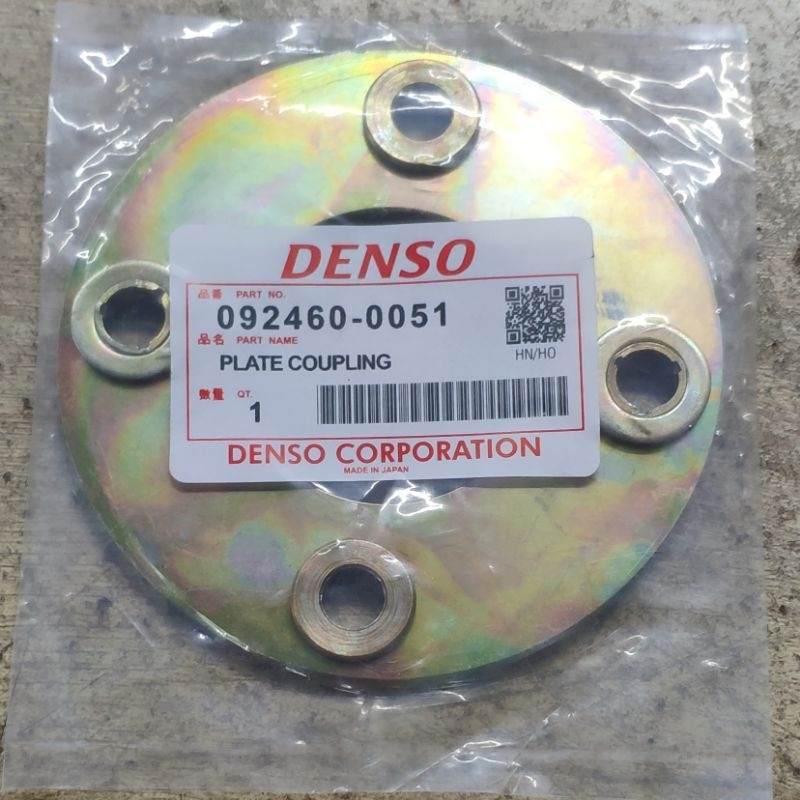 DENSO
品番 PART NO.
092460-0051
品名 PART NAME
PLATE COUPLING
HN/HO
數量 QT.
1
DENSO CORPORATION
MADE IN JAPAN